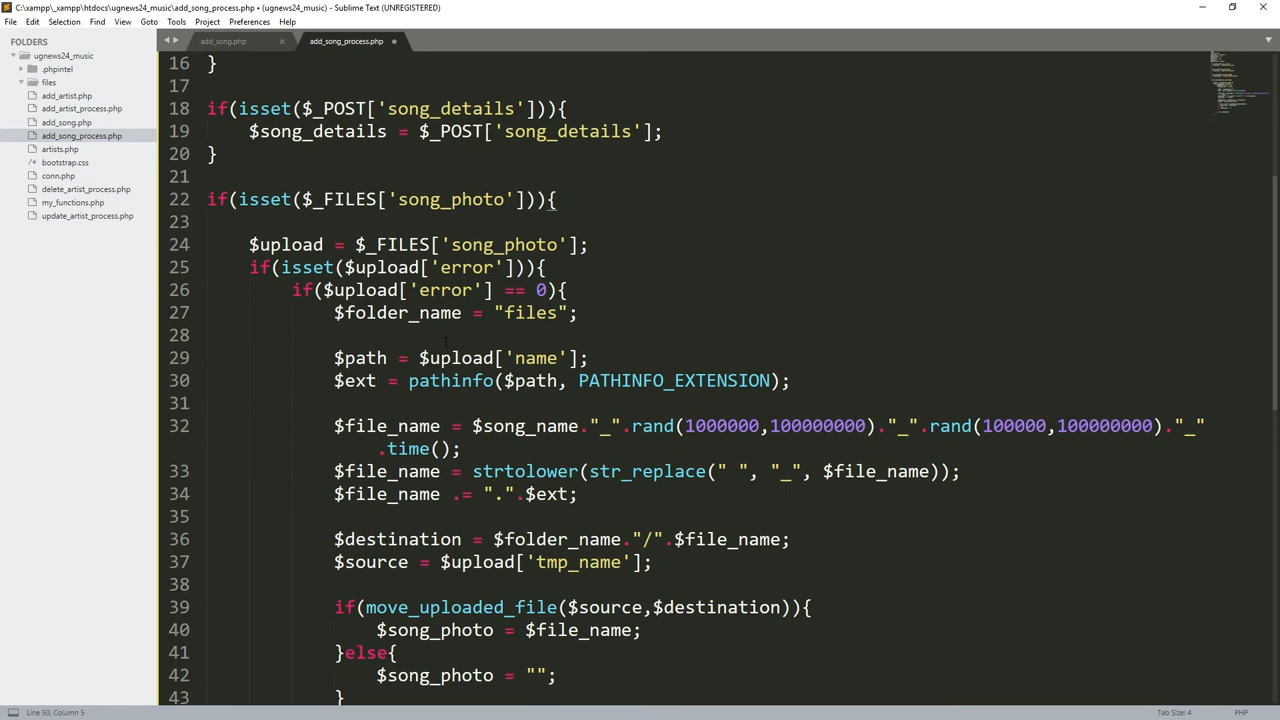 C:\xampp\_xampp\htdocs\ugnews24_music\add_song_process.php • (ugnews24_music) - Sublime Text (UNREGISTERED)
File Edit Selection Find View Goto Tools Project Preferences Help
FOLDERS
ugnews24_music
.phpintel
files
add_artist.php
add_artist_process.php
add_song.php
add_song_process.php
artists.php
bootstrap.css
conn.php
delete_artist_process.php
my_functions.php
update_artist_process.php
add_song.php
add_song_process.php
16 }
17
18 if(isset($_POST['song_details'])){
19 $song_details = $_POST['song_details'];
20 }
21
22 if(isset($_FILES['song_photo'])){
23
24 $upload = $_FILES['song_photo'];
25 if(isset($upload['error'])){
26 if($upload['error'] == 0){
27 $folder_name = "files";
28
29 $path = $upload['name'];
30 $ext = pathinfo($path, PATHINFO_EXTENSION);
31
32 $file_name = $song_name."_".rand(1000000,100000000)."_".rand(100000,100000000)."_"
.time();
33 $file_name = strtolower(str_replace(" ", "_", $file_name));
34 $file_name .= ".".$ext;
35
36 $destination = $folder_name."/".$file_name;
37 $source = $upload['tmp_name'];
38
39 if(move_uploaded_file($source,$destination)){
40 $song_photo = $file_name;
41 }else{
42 $song_photo = "";
43 }
Line 50, Column 5
Tab Size: 4
PHP